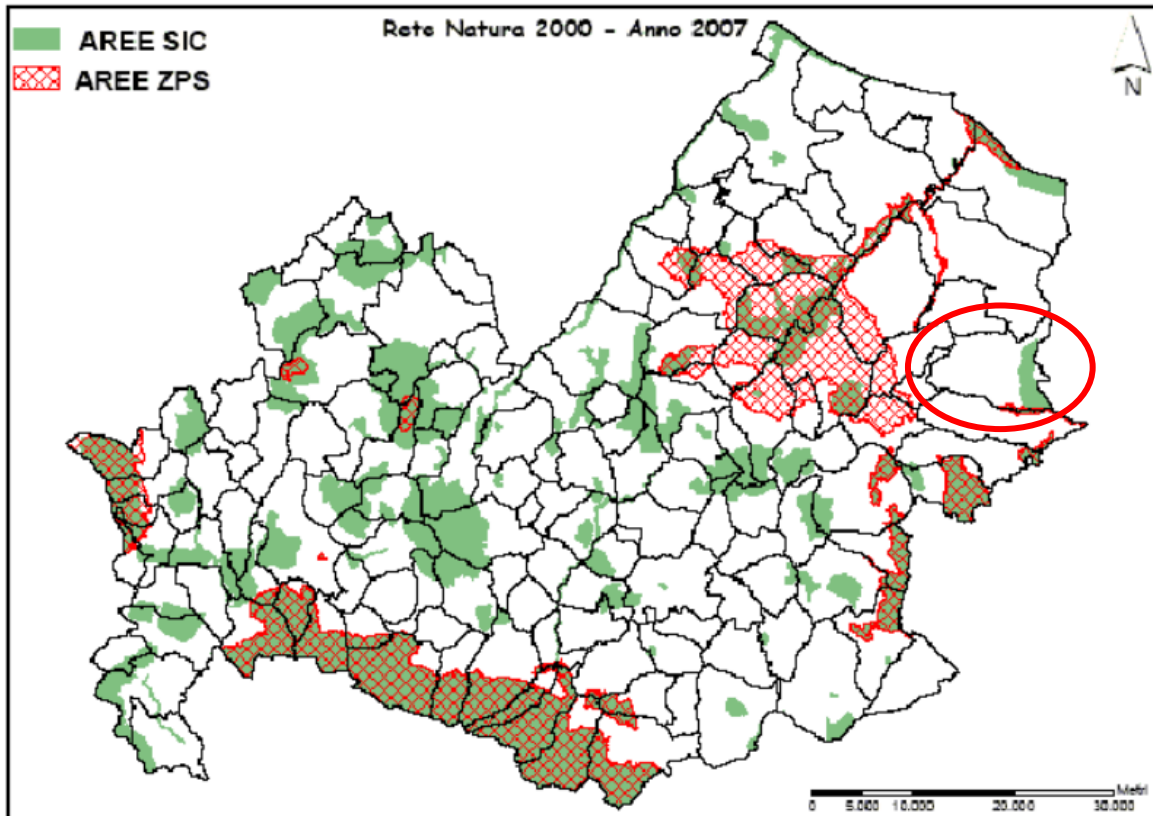 Rete Natura 2000 - Anno 2007
AREE SIC
AREE ZPS
N
Metri
0 5.000 10.000 20.000 30.000